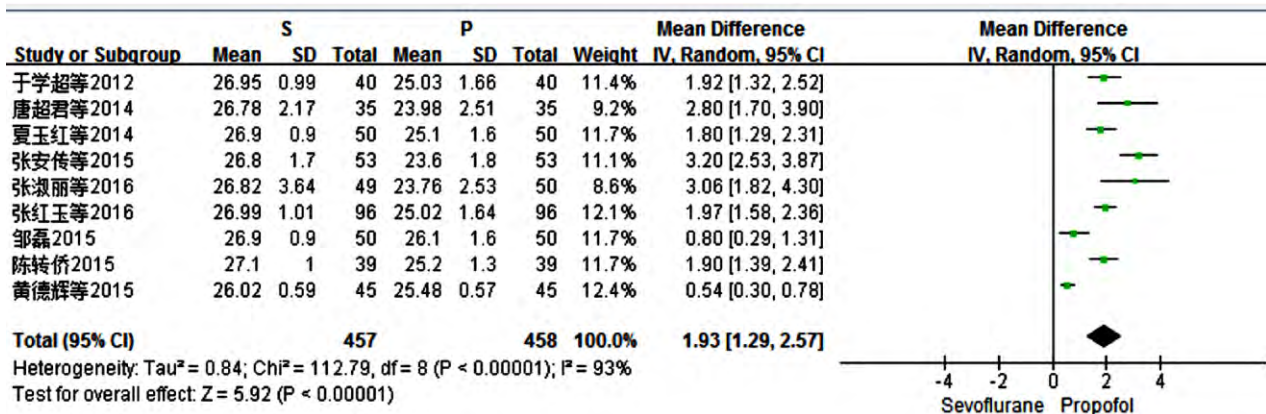 S P Mean Difference Mean Difference
Study or Subgroup Mean SD Total Mean SD Total Weight IV, Random, 95% CI IV, Random, 95% CI
于学超等2012 26.95 0.99 40 25.03 1.66 40 11.4% 1.92 [1.32, 2.52]
唐超君等2014 26.78 2.17 35 23.98 2.51 35 9.2% 2.80 [1.70, 3.90]
夏玉红等2014 26.9 0.9 50 25.1 1.6 50 11.7% 1.80 [1.29, 2.31]
张安传等2015 26.8 1.7 53 23.6 1.8 53 11.1% 3.20 [2.53, 3.87]
张淑丽等2016 26.82 3.64 49 23.76 2.53 50 8.6% 3.06 [1.82, 4.30]
张红玉等2016 26.99 1.01 96 25.02 1.64 96 12.1% 1.97 [1.58, 2.36]
邹磊2015 26.9 0.9 50 26.1 1.6 50 11.7% 0.80 [0.29, 1.31]
陈转侨2015 27.1 1 39 25.2 1.3 39 11.7% 1.90 [1.39, 2.41]
黄德辉等2015 26.02 0.59 45 25.48 0.57 45 12.4% 0.54 [0.30, 0.78]
Total (95% CI) 457 458 100.0% 1.93 [1.29, 2.57]
Heterogeneity: Tau² = 0.84; Chi² = 112.79, df = 8 (P < 0.00001); I² = 93%
Test for overall effect: Z = 5.92 (P < 0.00001)
-4 -2 0 2 4
Sevoflurane Propofol